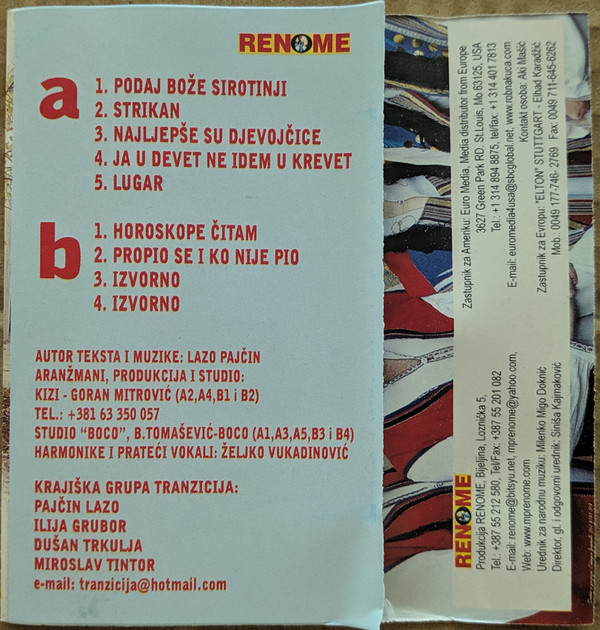 RENOME
a
1. PODAJ BOŽE SIROTINJI
2. STRIKAN
3. NAJLJEPŠE SU DJEVOJČICE
4. JA U DEVET NE IDEM U KREVET
5. LUGAR
b
1. HOROSKOPE ČITAM
2. PROPIO SE I KO NIJE PIO
3. IZVORNO
4. IZVORNO
AUTOR TEKSTA I MUZIKE: LAZO PAJČIN
ARANŽMANI, PRODUKCIJA I STUDIO:
KIZI - GORAN MITROVIĆ (A2,A4,B1 i B2)
TEL.: +381 63 350 057
STUDIO "BOCO", B.TOMAŠEVIĆ-BOCO (A1,A3,A5,B3 i B4)
HARMONIKE I PRATEĆI VOKALI: ŽELJKO VUKADINOVIĆ
KRAJIŠKA GRUPA TRANZICIJA:
PAJČIN LAZO
ILIJA GRUBOR
DUŠAN TRKULJA
MIROSLAV TINTOR
e-mail: tranzicija@hotmail.com
RENOME
Produkcija RENOME, Bijeljina, Loznička 5,
Tel.: +387 55 212 580, Tel/Fax: +387 55 201 082
E-mail: renome@bitsyu.net, mprenome@yahoo.com,
Web: www.mprenome.com
Urednik za narodnu muziku: Milenko Migo Đoknić
Direktor, gl. i odgovorni urednik: Siniša Kajmaković
Zastupnik za Ameriku: Euro Media, Media distributor from Europe
3627 Green Park RD. St.Louis, Mo 63125, USA
Tel.: +1 314 894 8875, tel/fax: +1 314 401 7813
E-mail: euromedia4usa@sbcglobal.net, www.robnakuca.com
Kontakt osoba: Aki Mašić
Zastupnik za Evropu: "ELTON" STUTTGART - Elhad Karadžić
Mob.: 0049 177-746- 2769 Fax: 0049 711-845-6262